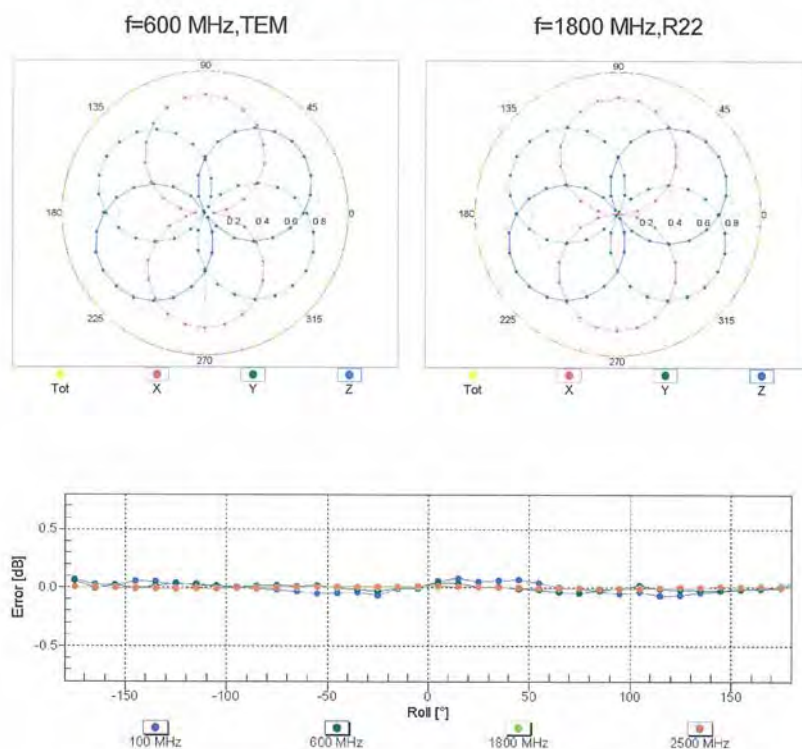 f=600 MHz,TEM
f=1800 MHz,R22
90
135
45
180
0
0.2 0.4 0.6 0.8
225
315
270
Tot X Y Z
90
135
45
180
0
0.2 0.4 0.6 0.8
225
315
270
Tot X Y Z
Error [dB]
0.5
0.0
-0.5
-150 -100 -50 0 50 100 150
Roll [°]
100 MHz 600 MHz 1800 MHz 2500 MHz